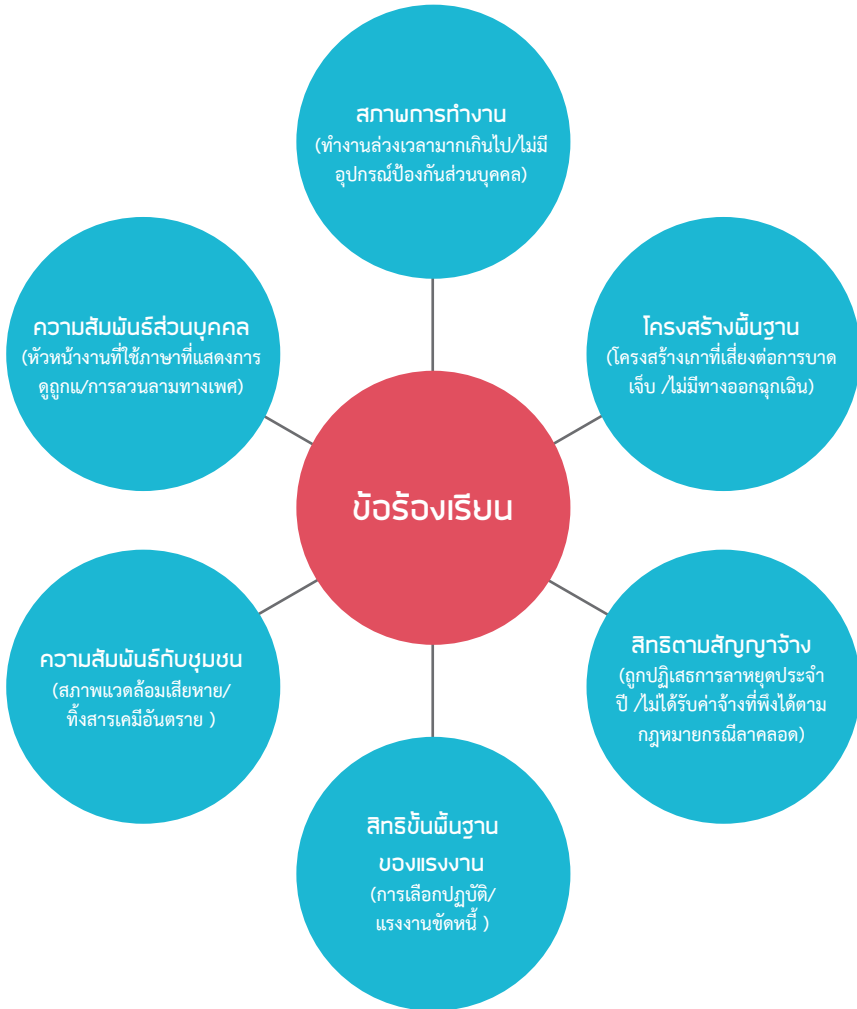 สภาพการทำงาน
(ทำงานล่วงเวลามากเกินไป/ไม่มี
อุปกรณ์ป้องกันส่วนบุคคล)
ความสัมพันธ์ส่วนบุคคล
(หัวหน้างานที่ใช้ภาษาที่แสดงการ
ดูถูกแ/การลวนลามทางเพศ)
โครงสร้างพื้นฐาน
(โครงสร้างเกาที่เสี่ยงต่อการบาด
เจ็บ /ไม่มีทางออกฉุกเฉิน)
ข้อร้องเรียน
ความสัมพันธ์กับชุมชน
(สภาพแวดล้อมเสียหาย/
ทิ้งสารเคมีอันตราย )
สิทธิตามสัญญาจ้าง
(ถูกปฏิเสธการลาหยุดประจำ
ปี /ไม่ได้รับค่าจ้างที่พึงได้ตาม
กฎหมายกรณีลาคลอด)
สิทธิขั้นพื้นฐาน
ของแรงงาน
(การเลือกปฏบัติ/
แรงงานขัดหนี้ )